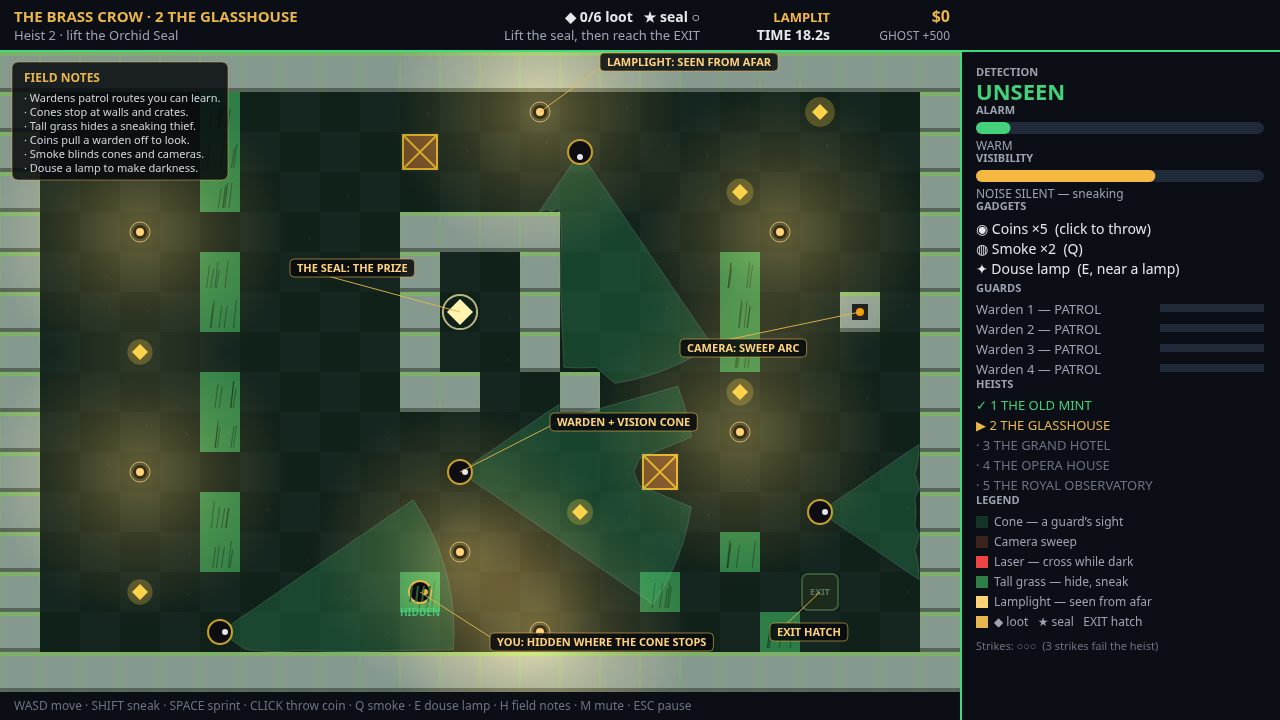 THE BRASS CROW · 2 THE GLASSHOUSE
Heist 2 · lift the Orchid Seal
◆ 0/6 loot ★ seal ○
Lift the seal, then reach the EXIT
LAMPLIT
TIME 18.2s
$0
GHOST +500
FIELD NOTES
· Wardens patrol routes you can learn.
· Cones stop at walls and crates.
· Tall grass hides a sneaking thief.
· Coins pull a warden off to look.
· Smoke blinds cones and cameras.
· Douse a lamp to make darkness.
LAMPLIGHT: SEEN FROM AFAR
THE SEAL: THE PRIZE
CAMERA: SWEEP ARC
WARDEN + VISION CONE
HIDDEN
EXIT
YOU: HIDDEN WHERE THE CONE STOPS
EXIT HATCH
DETECTION
UNSEEN
ALARM
WARM
VISIBILITY
NOISE SILENT — sneaking
GADGETS
◉ Coins ×5 (click to throw)
◍ Smoke ×2 (Q)
✦ Douse lamp (E, near a lamp)
GUARDS
Warden 1 — PATROL
Warden 2 — PATROL
Warden 3 — PATROL
Warden 4 — PATROL
HEISTS
✓ 1 THE OLD MINT
▶ 2 THE GLASSHOUSE
· 3 THE GRAND HOTEL
· 4 THE OPERA HOUSE
· 5 THE ROYAL OBSERVATORY
LEGEND
Cone — a guard's sight
Camera sweep
Laser — cross while dark
Tall grass — hide, sneak
Lamplight — seen from afar
◆ loot ★ seal EXIT hatch
Strikes: ○○○ (3 strikes fail the heist)
WASD move · SHIFT sneak · SPACE sprint · CLICK throw coin · Q smoke · E douse lamp · H field notes · M mute · ESC pause